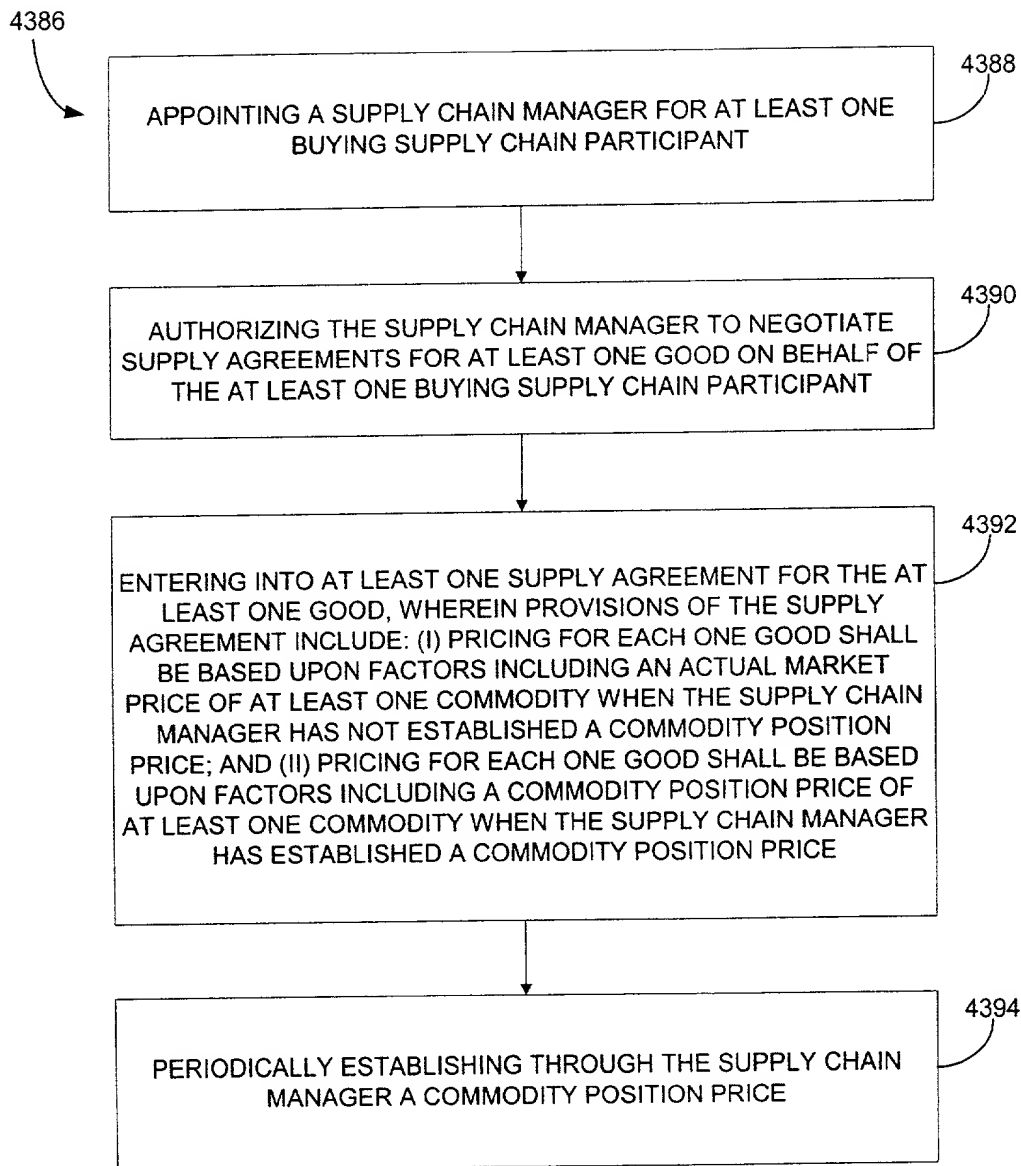 4386
4388
APPOINTING A SUPPLY CHAIN MANAGER FOR AT LEAST ONE
BUYING SUPPLY CHAIN PARTICIPANT
4390
AUTHORIZING THE SUPPLY CHAIN MANAGER TO NEGOTIATE
SUPPLY AGREEMENTS FOR AT LEAST ONE GOOD ON BEHALF OF
THE AT LEAST ONE BUYING SUPPLY CHAIN PARTICIPANT
4392
ENTERING INTO AT LEAST ONE SUPPLY AGREEMENT FOR THE AT
LEAST ONE GOOD, WHEREIN PROVISIONS OF THE SUPPLY
AGREEMENT INCLUDE: (I) PRICING FOR EACH ONE GOOD SHALL
BE BASED UPON FACTORS INCLUDING AN ACTUAL MARKET
PRICE OF AT LEAST ONE COMMODITY WHEN THE SUPPLY CHAIN
MANAGER HAS NOT ESTABLISHED A COMMODITY POSITION
PRICE; AND (II) PRICING FOR EACH ONE GOOD SHALL BE BASED
UPON FACTORS INCLUDING A COMMODITY POSITION PRICE OF
AT LEAST ONE COMMODITY WHEN THE SUPPLY CHAIN MANAGER
HAS ESTABLISHED A COMMODITY POSITION PRICE
4394
PERIODICALLY ESTABLISHING THROUGH THE SUPPLY CHAIN
MANAGER A COMMODITY POSITION PRICE